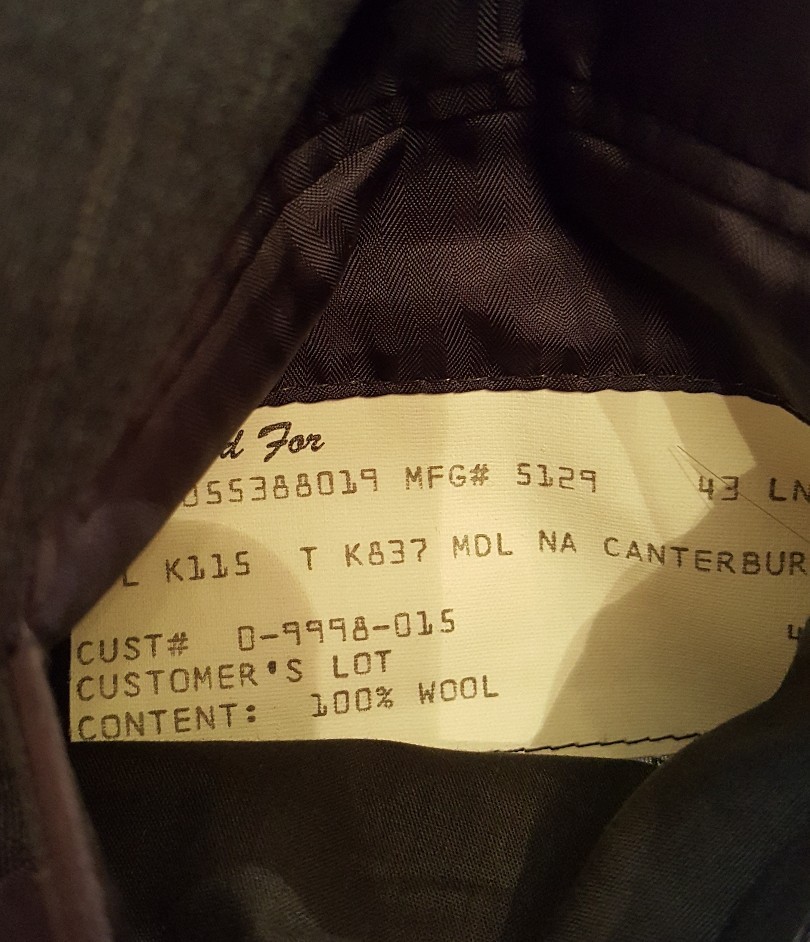 d For
055388019 MFG# 5129 43 LN
L K115 T K837 MDL NA CANTERBUR
CUST# 0-9998-015 4
CUSTOMER'S LOT
CONTENT: 100% WOOL